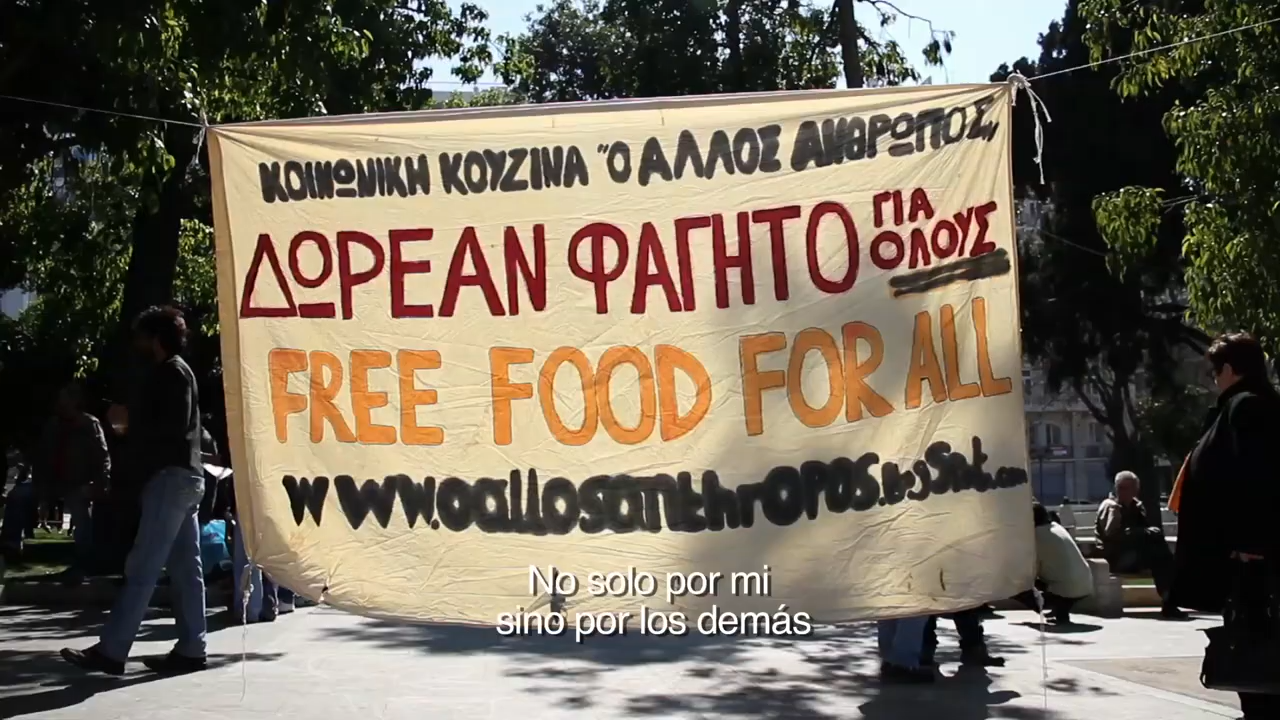 ΚΟΙΝΩΝΙΚΗ ΚΟΥΖΙΝΑ "Ο ΑΛΛΟΣ ΑΝΘΡΩΠΟΣ"
ΔΩΡΕΑΝ ΦΑΓΗΤΟ ΓΙΑ ΟΛΟΥΣ
FREE FOOD FOR ALL
www.oallosanthropos.blogspot.com
No solo por mi
sino por los demás